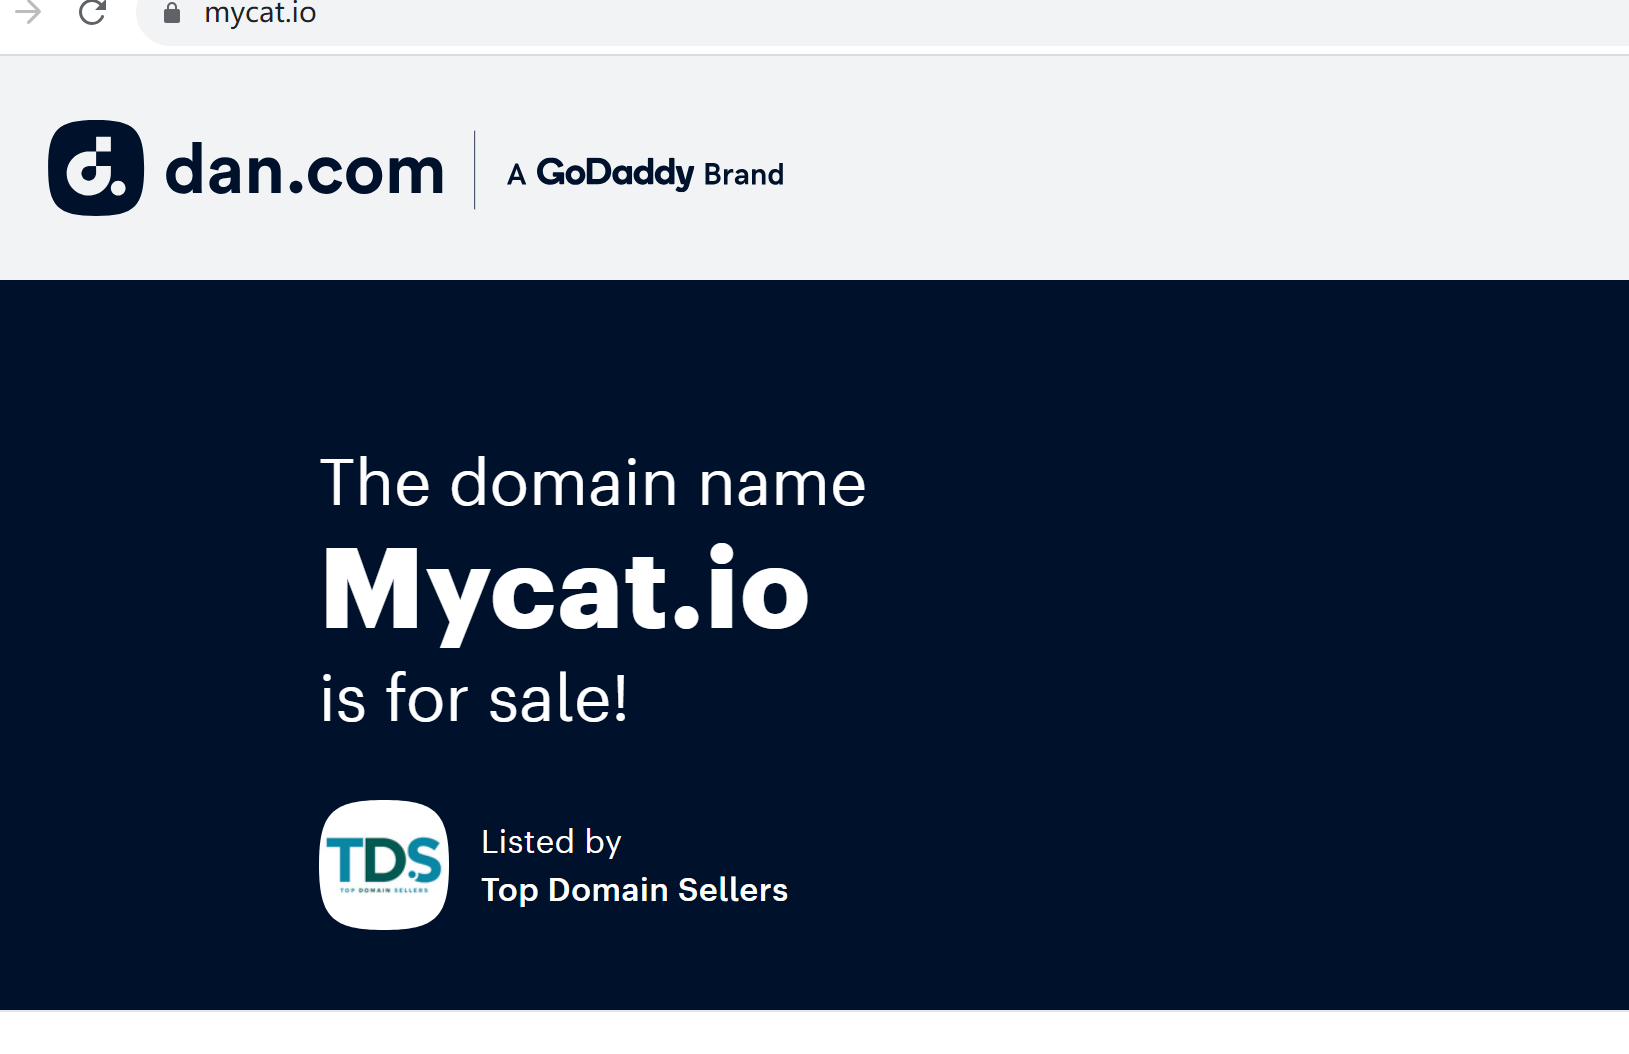 mycat.io
d. dan.com A GoDaddy Brand
The domain name
Mycat.io
is for sale!
TDS
TOP DOMAIN SELLERS
Listed by
Top Domain Sellers